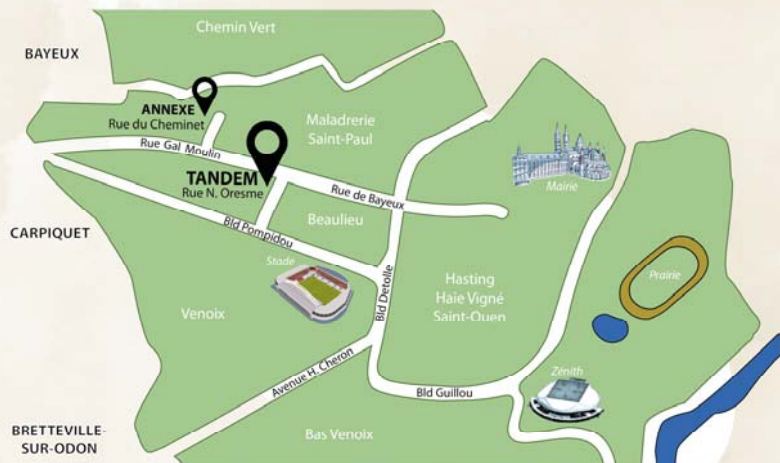 Chemin Vert
BAYEUX
ANNEXE
Rue du Cheminet
Maladrerie
Saint-Paul
Rue Gal Moulin
TANDEM
Rue N. Oresme
Rue de Bayeux
Mairie
Beaulieu
Bld Pompidou
CARPIQUET
Stade
Bld Detolle
Hasting
Haie Vigné
Saint-Ouen
Prairie
Venoix
Avenue H. Cheron
Zénith
Bld Guillou
BRETTEVILLE-
SUR-ODON
Bas Venoix